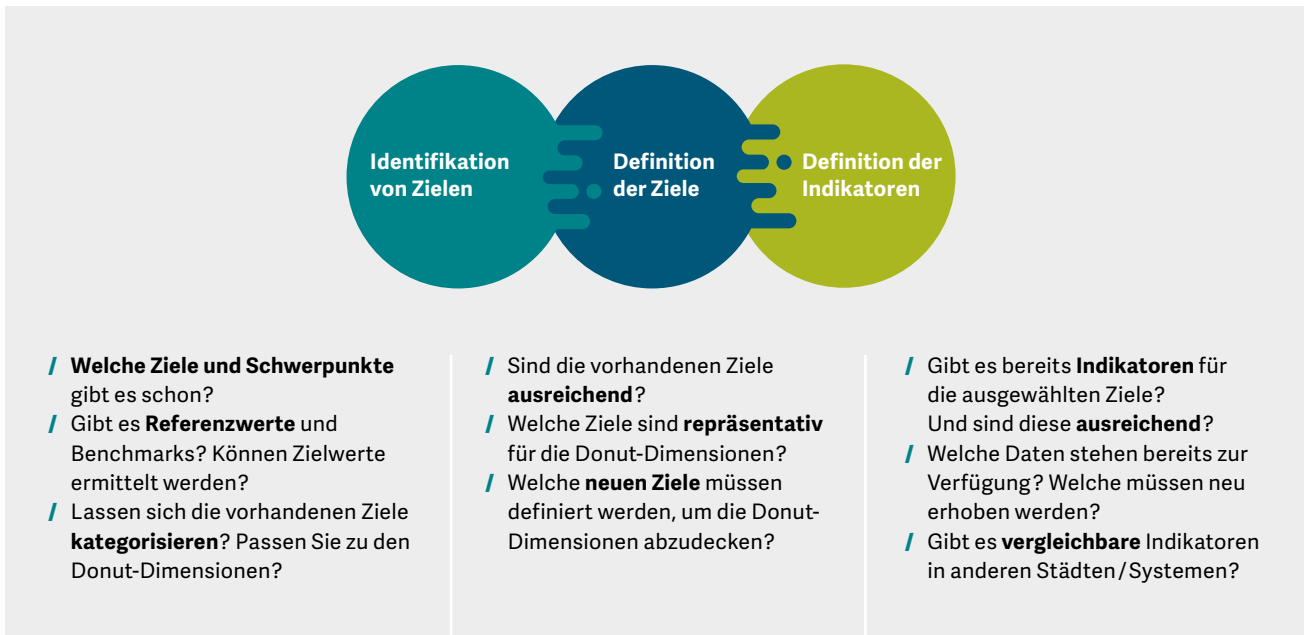 Identifikation
von Zielen
Definition
der Ziele
Definition der
Indikatoren
/ Welche Ziele und Schwerpunkte
gibt es schon?
/ Gibt es Referenzwerte und
Benchmarks? Können Zielwerte
ermittelt werden?
/ Lassen sich die vorhandenen Ziele
kategorisieren? Passen Sie zu den
Donut-Dimensionen?
/ Sind die vorhandenen Ziele
ausreichend?
/ Welche Ziele sind repräsentativ
für die Donut-Dimensionen?
/ Welche neuen Ziele müssen
definiert werden, um die Donut-
Dimensionen abzudecken?
/ Gibt es bereits Indikatoren für
die ausgewählten Ziele?
Und sind diese ausreichend?
/ Welche Daten stehen bereits zur
Verfügung? Welche müssen neu
erhoben werden?
/ Gibt es vergleichbare Indikatoren
in anderen Städten/Systemen?